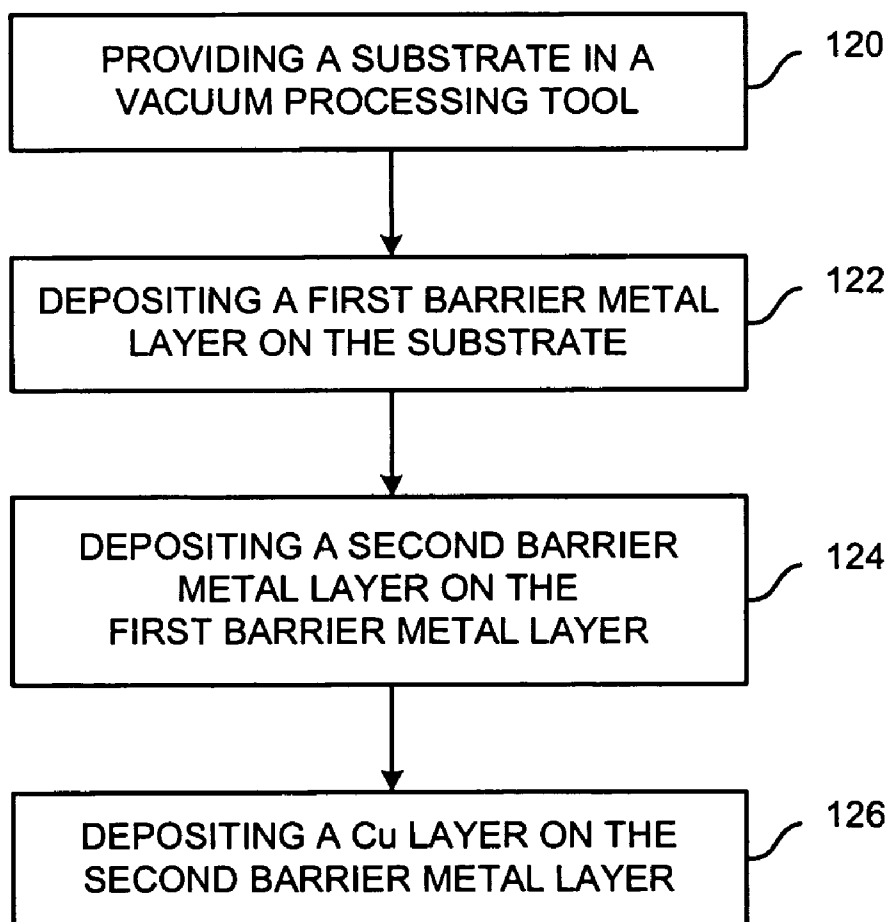 PROVIDING A SUBSTRATE IN A
VACUUM PROCESSING TOOL
120
DEPOSITING A FIRST BARRIER METAL
LAYER ON THE SUBSTRATE
122
DEPOSITING A SECOND BARRIER
METAL LAYER ON THE
FIRST BARRIER METAL LAYER
124
DEPOSITING A Cu LAYER ON THE
SECOND BARRIER METAL LAYER
126